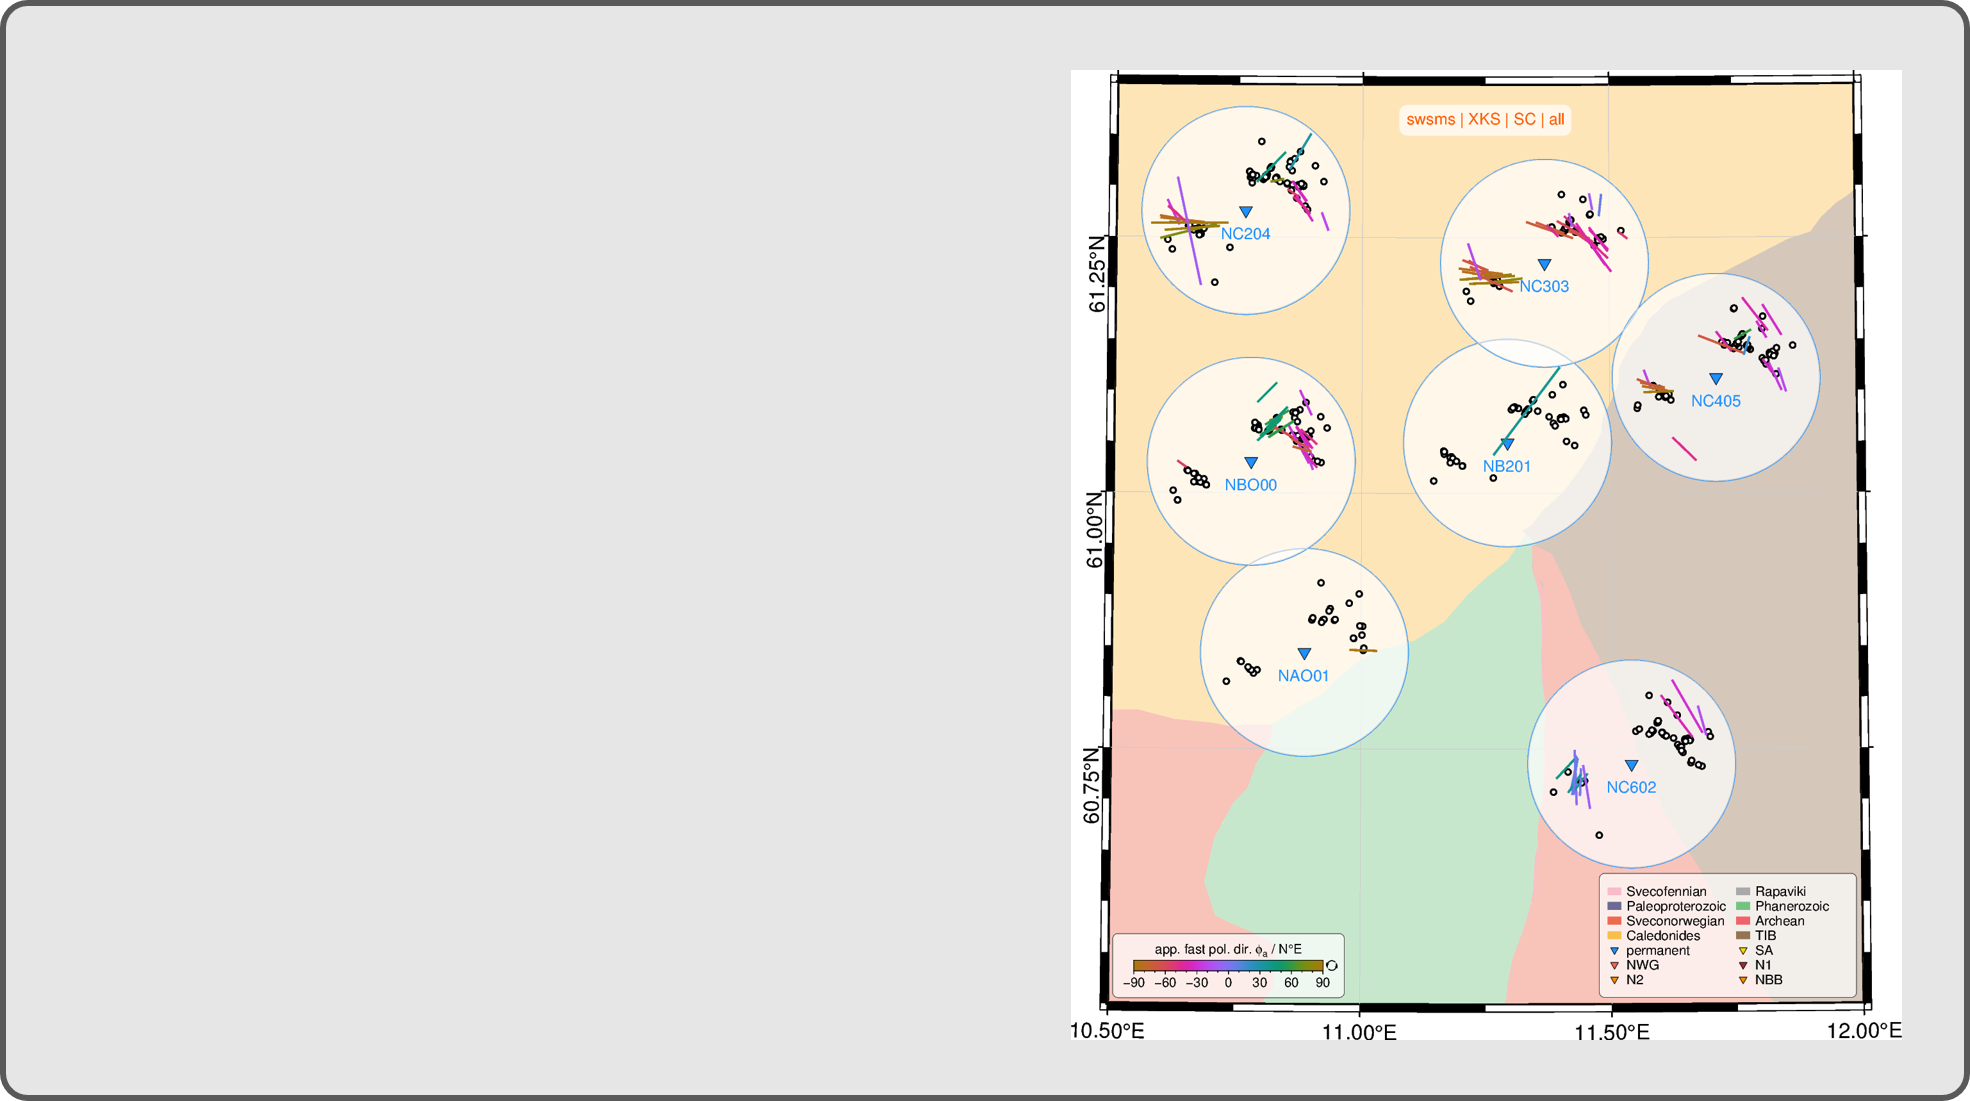 swsms | XKS | SC | all
NC204
NC303
NC405
NBO00
NB201
NAO01
NC602
61.25°N
61.00°N
60.75°N
app. fast pol. dir. ϕa / N°E
−90 −60 −30 0 30 60 90
Svecofennian Rapaviki
Paleoproterozoic Phanerozoic
Sveconorwegian Archean
Caledonides TIB
permanent SA
NWG N1
N2 NBB
10.50°E 11.00°E 11.50°E 12.00°E